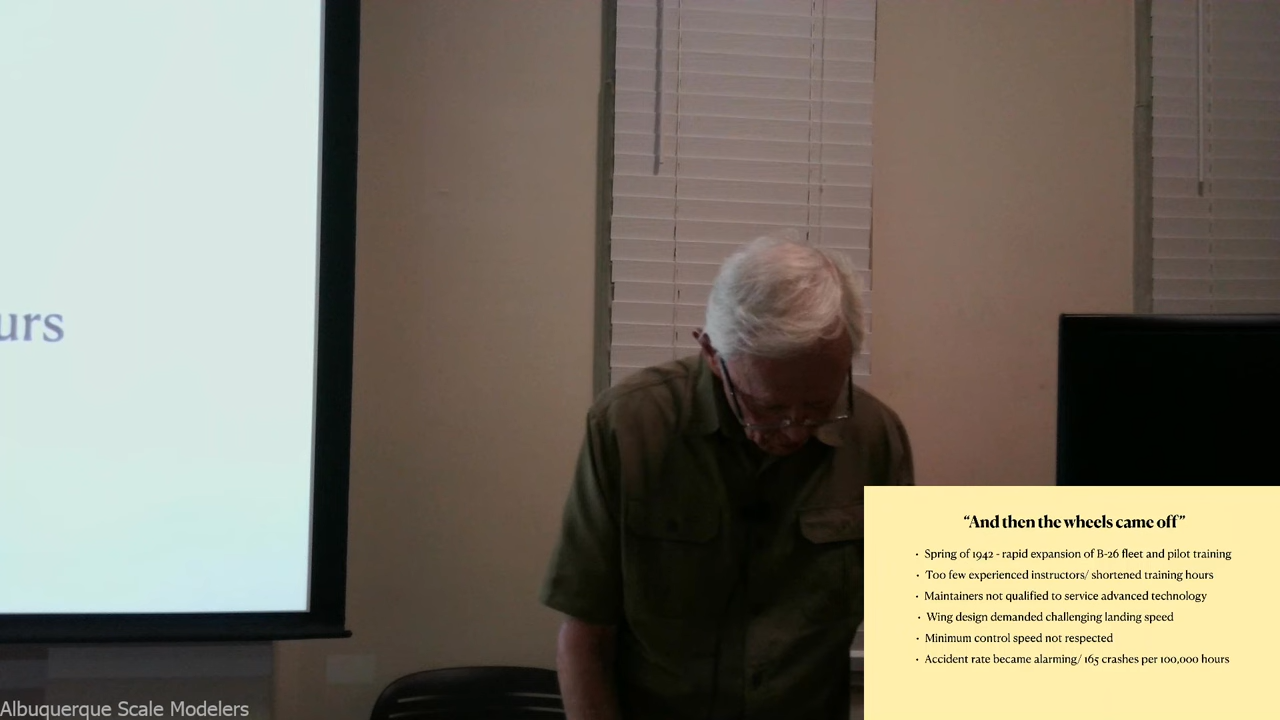 urs
“And then the wheels came off”
• Spring of 1942 - rapid expansion of B-26 fleet and pilot training
• Too few experienced instructors/ shortened training hours
• Maintainers not qualified to service advanced technology
• Wing design demanded challenging landing speed
• Minimum control speed not respected
• Accident rate became alarming/ 165 crashes per 100,000 hours
Albuquerque Scale Modelers